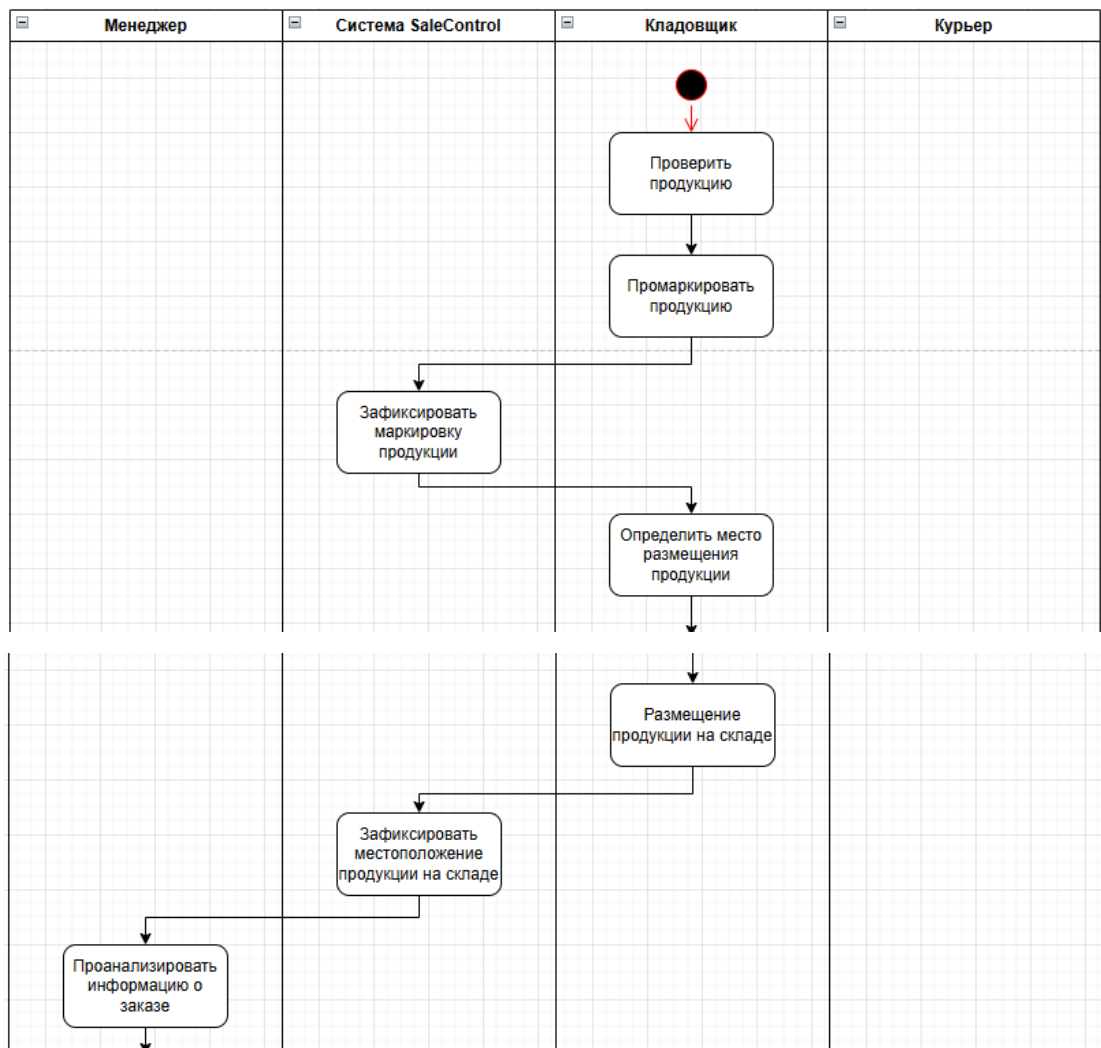 Менеджер
Система SaleControl
Кладовщик
Курьер
Проверить
продукцию
Промаркировать
продукцию
Зафиксировать
маркировку
продукции
Определить место
размещения
продукции
Размещение
продукции на складе
Зафиксировать
местоположение
продукции на складе
Проанализировать
информацию о
заказе